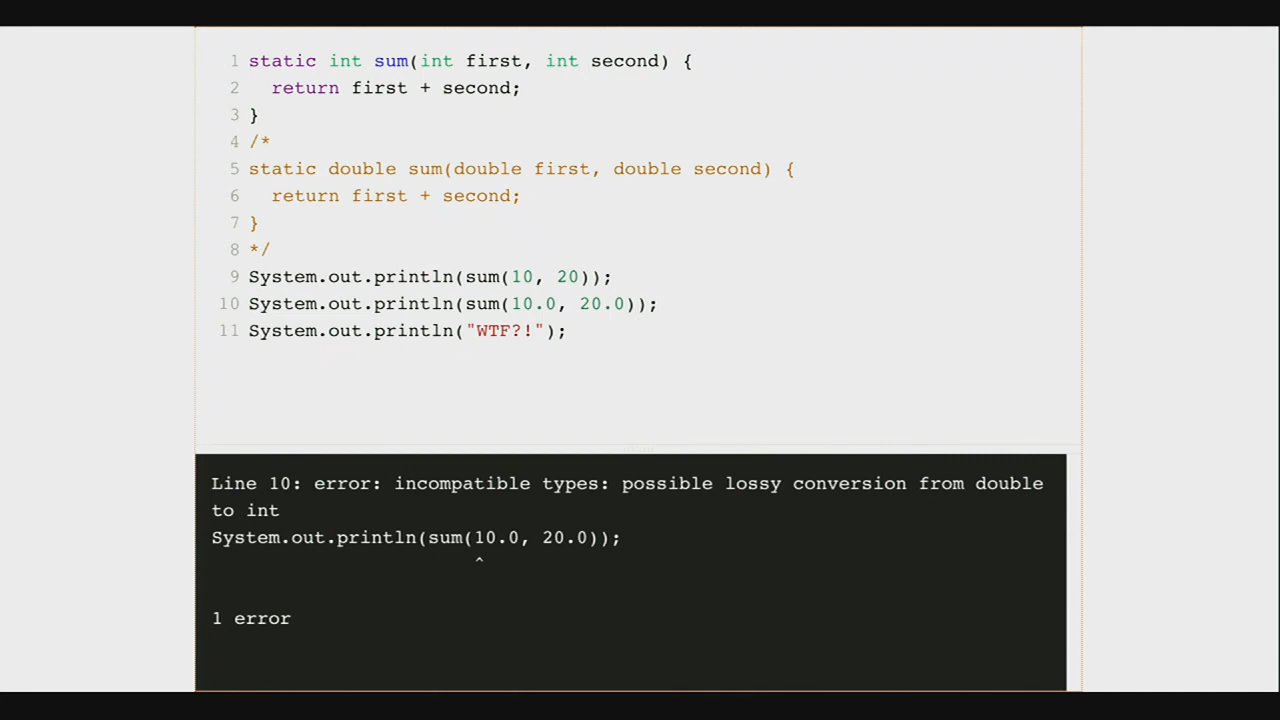 1 static int sum(int first, int second) {
2 return first + second;
3 }
4 /*
5 static double sum(double first, double second) {
6 return first + second;
7 }
8 */
9 System.out.println(sum(10, 20));
10 System.out.println(sum(10.0, 20.0));
11 System.out.println("WTF?!");
Line 10: error: incompatible types: possible lossy conversion from double
to int
System.out.println(sum(10.0, 20.0));
^
1 error